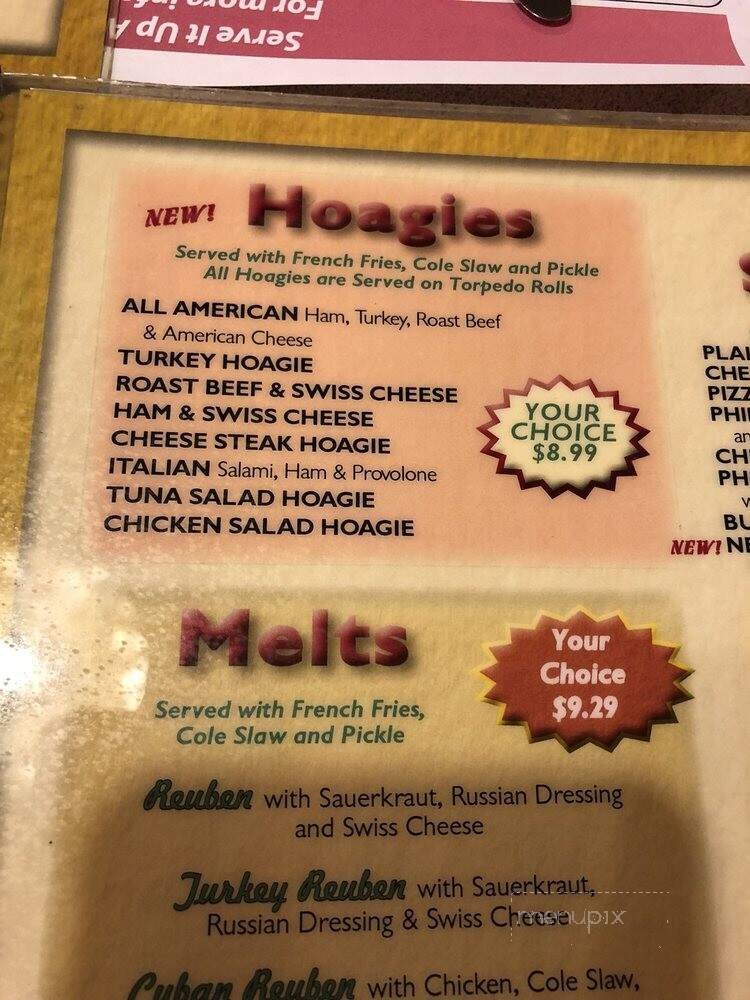 For more info
Serve It Up A
NEW! Hoagies
Served with French Fries, Cole Slaw and Pickle
All Hoagies are Served on Torpedo Rolls
ALL AMERICAN Ham, Turkey, Roast Beef
& American Cheese
TURKEY HOAGIE
ROAST BEEF & SWISS CHEESE
HAM & SWISS CHEESE
CHEESE STEAK HOAGIE
ITALIAN Salami, Ham & Provolone
TUNA SALAD HOAGIE
CHICKEN SALAD HOAGIE
YOUR
CHOICE
$8.99
NEW!
Melts
Served with French Fries,
Cole Slaw and Pickle
Your
Choice
$9.29
Reuben with Sauerkraut, Russian Dressing
and Swiss Cheese
Turkey Reuben with Sauerkraut,
Russian Dressing & Swiss Cheese
Cuban Reuben with Chicken, Cole Slaw,
menupix